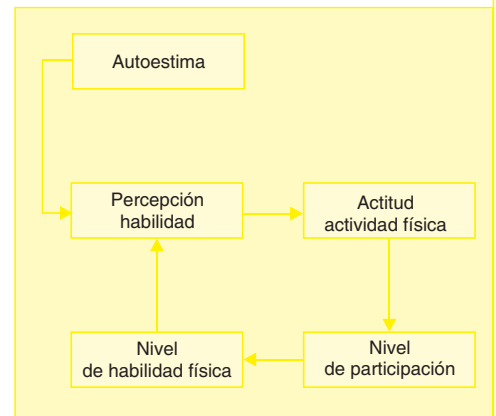 Autoestima
Percepción
habilidad
Actitud
actividad física
Nivel
de habilidad física
Nivel
de participación